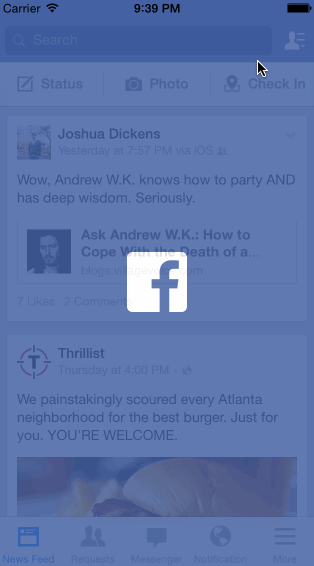 Carrier 9:39 PM
Search
Status Photo Check In
Joshua Dickens
Yesterday at 7:57 PM via iOS
Wow, Andrew W.K. knows how to party AND
has deep wisdom. Seriously.
Ask Andrew W.K.: How to
Cope With the Death of a...
blogs.villagevoice.com
7 Likes 2 Comments
f
Thrillist
Thursday at 4:00 PM •
We painstakingly scoured every Atlanta
neighborhood for the best burger. Just for
you. YOU'RE WELCOME.
News Feed Requests Messenger Notification More